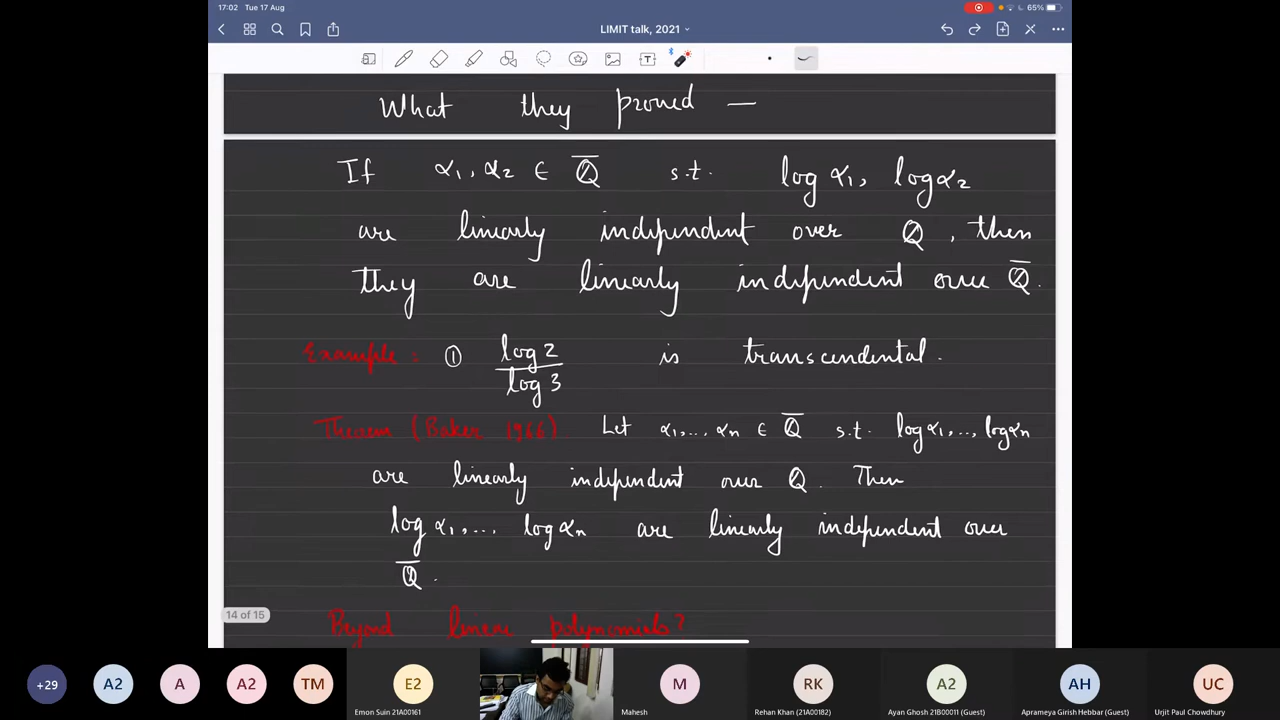 17:02 Tue 17 Aug
65%
LIMIT talk, 2021
What they proved —
If α₁, α₂ ∈ ℚ̅ s.t. log α₁, log α₂
are linearly independent over ℚ, then
they are linearly independent over ℚ̅.
Example : ① log 2 / log 3 is transcendental.
Theorem (Baker 1966) Let α₁,..., αn ∈ ℚ̅ s.t. log α₁,.., log αn
are linearly independent over ℚ. Then
log α₁,... log αn are linearly independent over
ℚ̅.
14 of 15
Beyond linear polynomials?
+29 A2 A A2 TM E2 M RK A2 AH UC
Emon Suin 21A00161 Mahesh Rehan Khan (21A00182) Ayan Ghosh 21B00011 (Guest) Aprameya Girish Hebbar (Guest) Urjit Paul Chowdhury